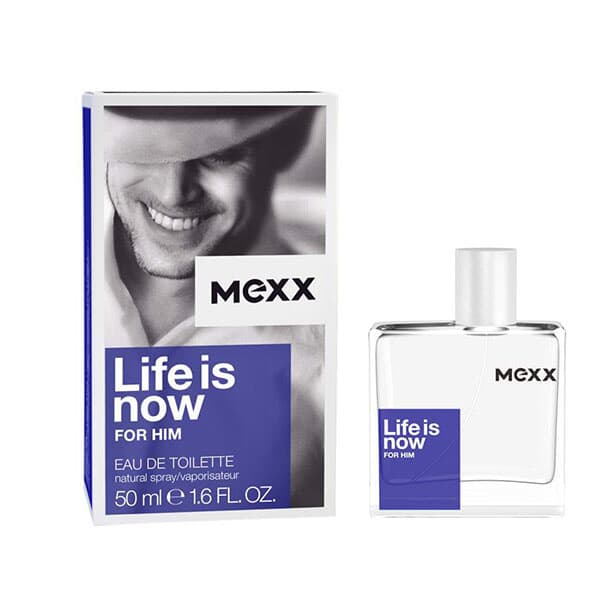 MEXX
Life is
now
FOR HIM
EAU DE TOILETTE
natural spray/vaporisateur
50 ml ℮ 1.6 FL. OZ.
MEXX
Life is
now
FOR HIM